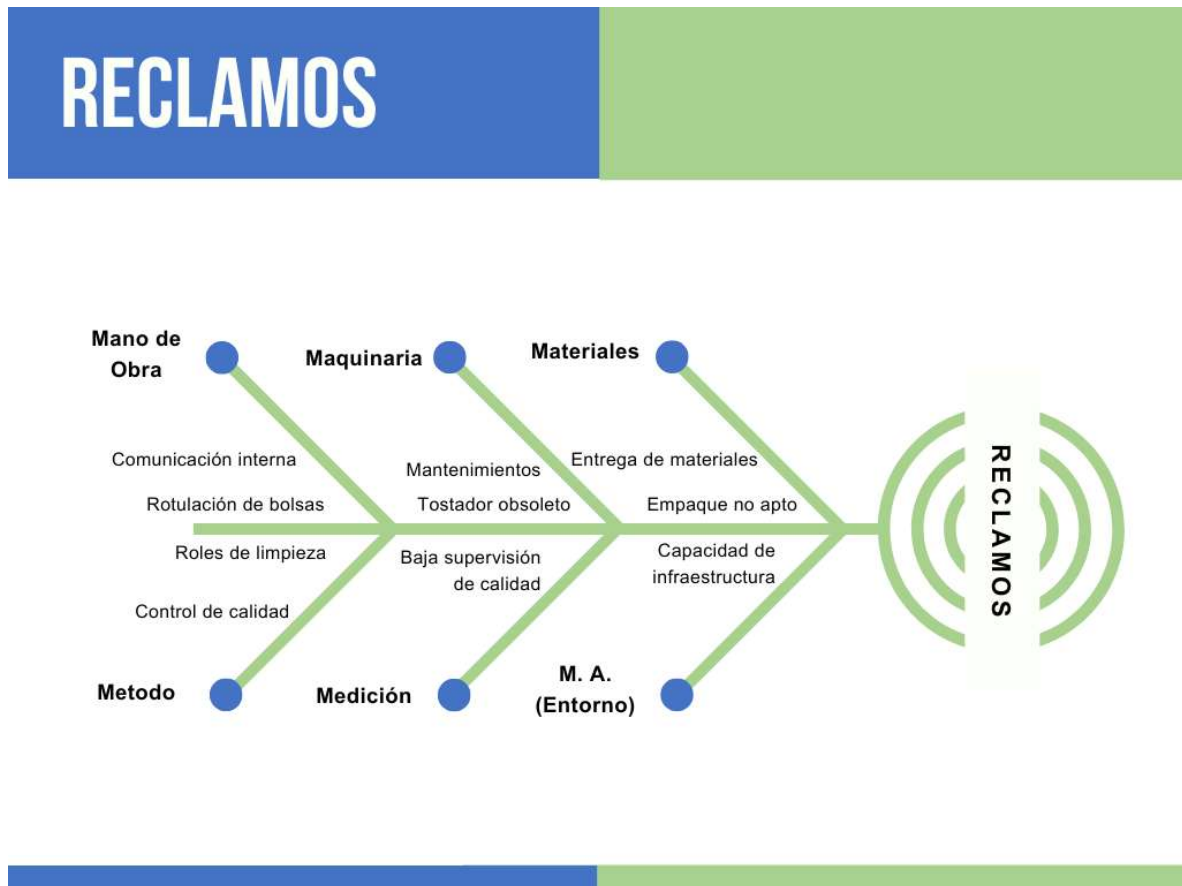 RECLAMOS
Mano de
Obra
Maquinaria
Materiales
Comunicación interna
Rotulación de bolsas
Mantenimientos
Tostador obsoleto
Entrega de materiales
Empaque no apto
RECLAMOS
Roles de limpieza
Control de calidad
Baja supervisión
de calidad
Capacidad de
infraestructura
Metodo
Medición
M. A.
(Entorno)